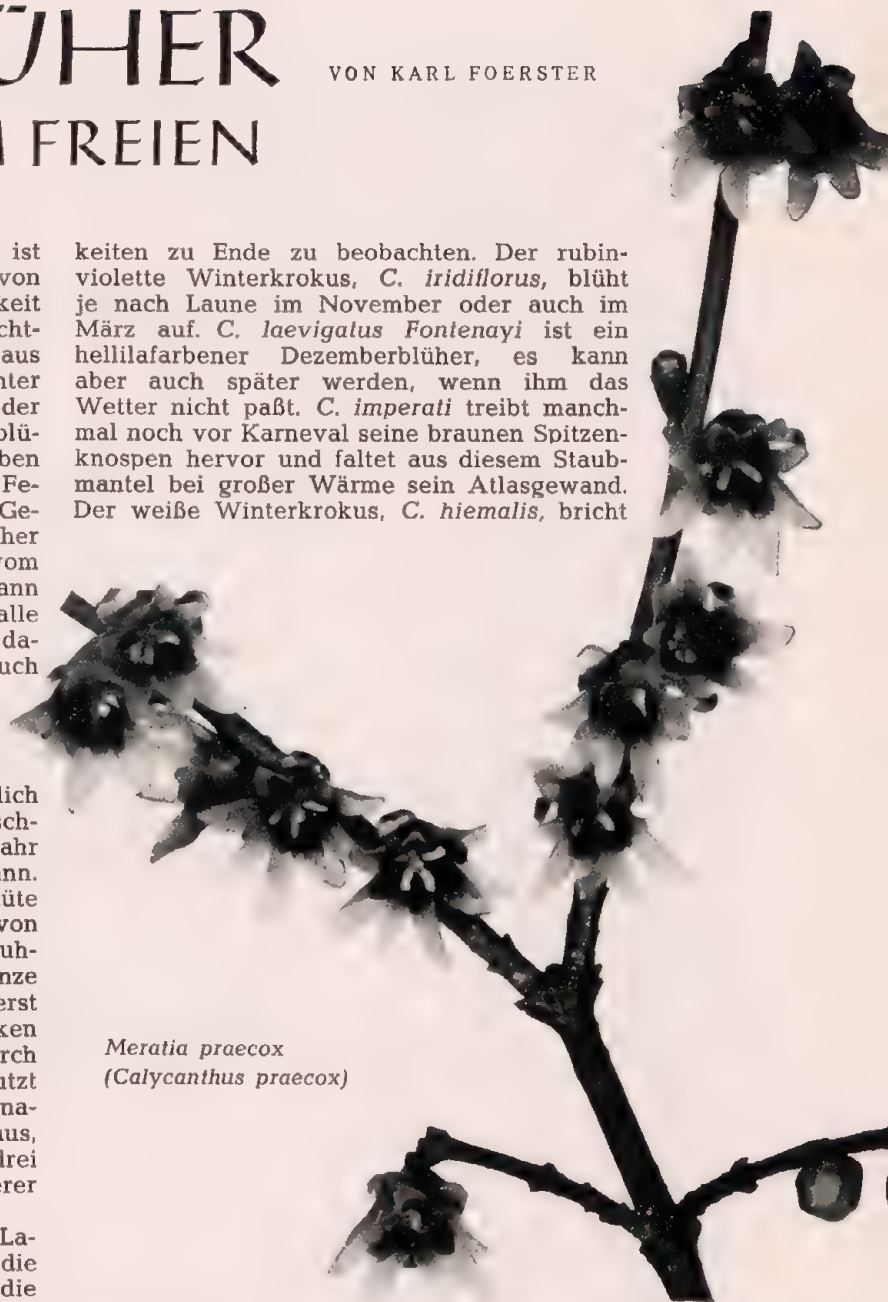 ÜHER
VON KARL FOERSTER
FREIEN
ist
von
keit
cht-
aus
nter
der
blü-
ben
Fe-
Ge-
her
vom
ann
alle
da-
uch
lich
sch-
ahr
ann.
üte
von
uh-
nze
erst
ken
rch
utzt
na-
aus,
drei
erer
La-
die
die
keiten zu Ende zu beobachten. Der rubin-
violette Winterkrokus, C. iridiflorus, blüht
je nach Laune im November oder auch im
März auf. C. laevigatus Fontenayi ist ein
hellilafarbener Dezemberblüher, es kann
aber auch später werden, wenn ihm das
Wetter nicht paßt. C. imperati treibt manch-
mal noch vor Karneval seine braunen Spitzen-
knospen hervor und faltet aus diesem Staub-
mantel bei großer Wärme sein Atlasgewand.
Der weiße Winterkrokus, C. hiemalis, bricht
Meratia praecox
(Calycanthus praecox)